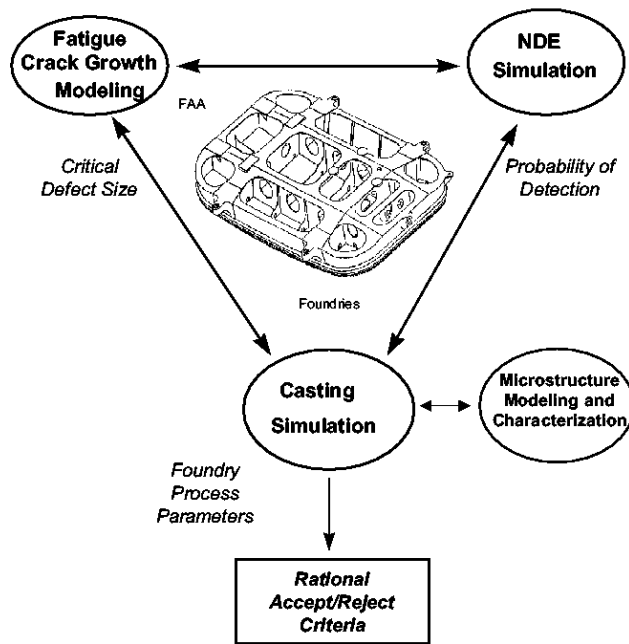 Fatigue
Crack Growth
Modeling
NDE
Simulation
FAA
Critical
Defect Size
Probability of
Detection
Foundries
Casting
Simulation
Microstructure
Modeling and
Characterization
Foundry
Process
Parameters
Rational
Accept/Reject
Criteria